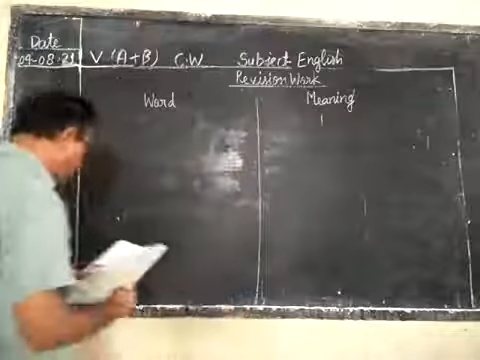 Date
09-08-21
V (A+B) C.W Subject English
Revision Work
Word Meaning